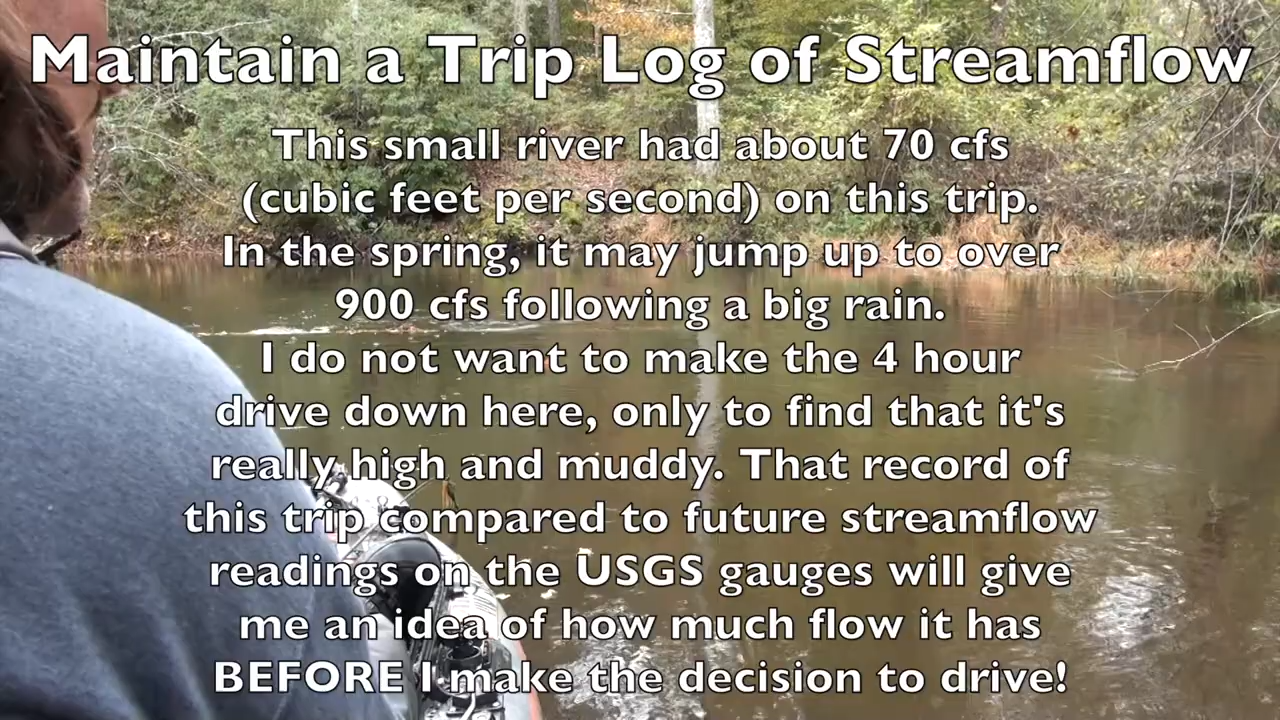 Maintain a Trip Log of Streamflow
This small river had about 70 cfs
(cubic feet per second) on this trip.
In the spring, it may jump up to over
900 cfs following a big rain.
I do not want to make the 4 hour
drive down here, only to find that it's
really high and muddy. That record of
this trip compared to future streamflow
readings on the USGS gauges will give
me an idea of how much flow it has
BEFORE I make the decision to drive!